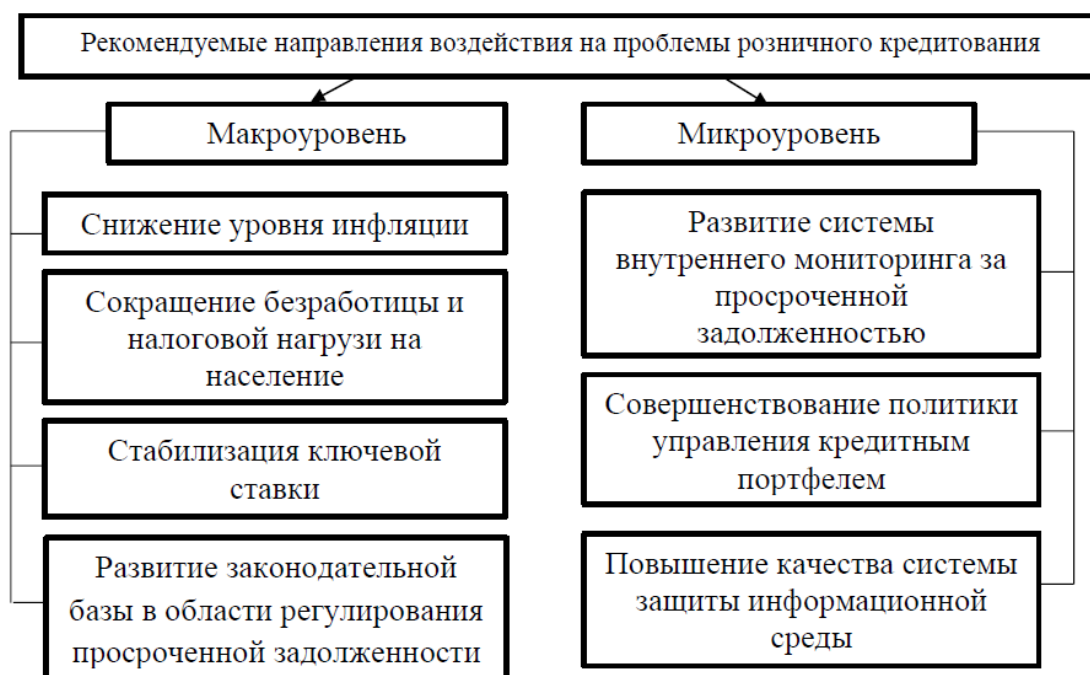 Рекомендуемые направления воздействия на проблемы розничного кредитования
Макроуровень
Снижение уровня инфляции
Сокращение безработицы и
налоговой нагрузи на
население
Стабилизация ключевой
ставки
Развитие законодательной
базы в области регулирования
просроченной задолженности
Микроуровень
Развитие системы
внутреннего мониторинга за
просроченной
задолженностью
Совершенствование политики
управления кредитным
портфелем
Повышение качества системы
защиты информационной
среды